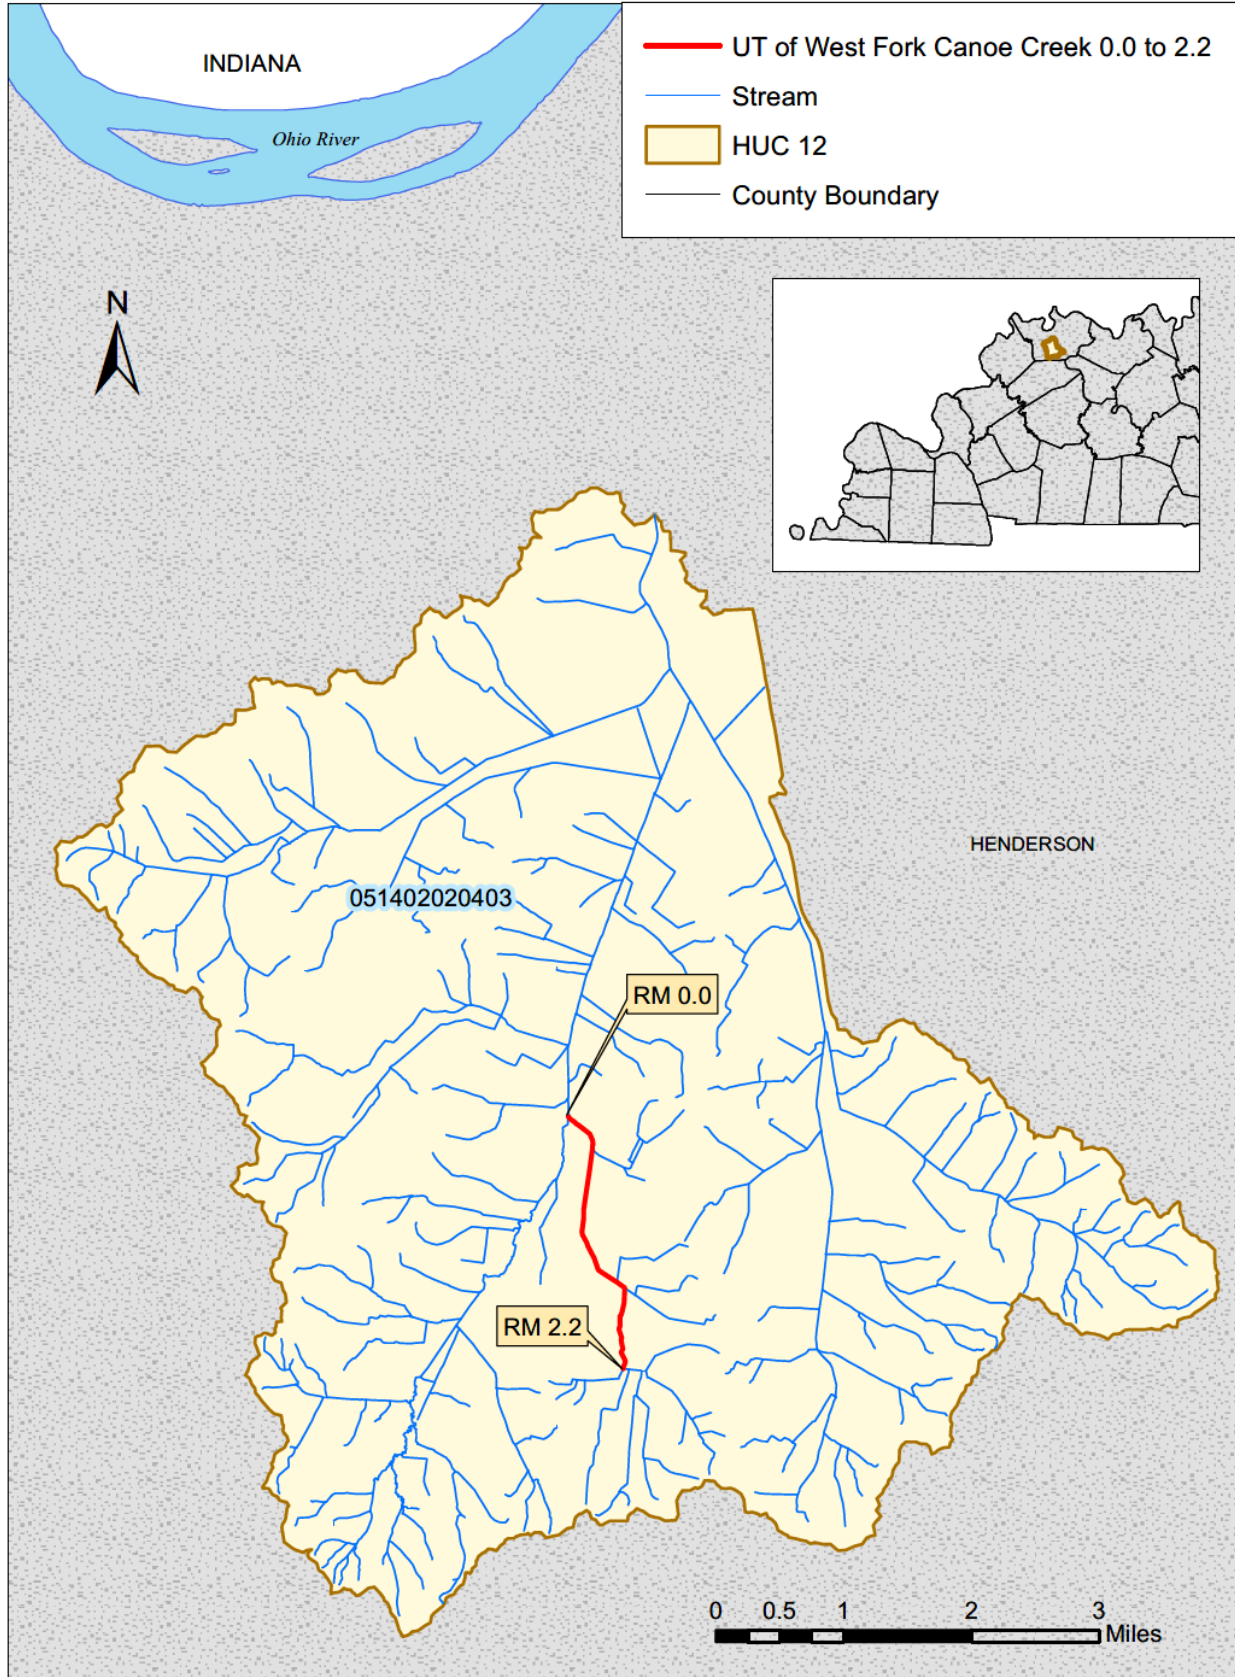 INDIANA
Ohio River
UT of West Fork Canoe Creek 0.0 to 2.2
Stream
HUC 12
County Boundary
N
HENDERSON
051402020403
RM 0.0
RM 2.2
0 0.5 1 2 3
Miles